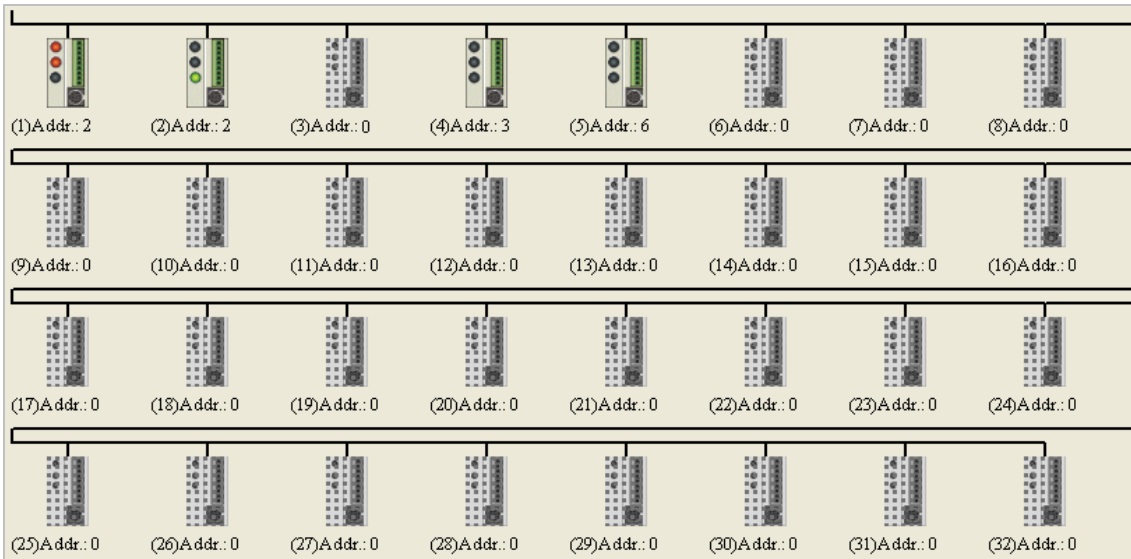 (1)Addr.: 2 (2)Addr.: 2 (3)Addr.: 0 (4)Addr.: 3 (5)Addr.: 6 (6)Addr.: 0 (7)Addr.: 0 (8)Addr.: 0
(9)Addr.: 0 (10)Addr.: 0 (11)Addr.: 0 (12)Addr.: 0 (13)Addr.: 0 (14)Addr.: 0 (15)Addr.: 0 (16)Addr.: 0
(17)Addr.: 0 (18)Addr.: 0 (19)Addr.: 0 (20)Addr.: 0 (21)Addr.: 0 (22)Addr.: 0 (23)Addr.: 0 (24)Addr.: 0
(25)Addr.: 0 (26)Addr.: 0 (27)Addr.: 0 (28)Addr.: 0 (29)Addr.: 0 (30)Addr.: 0 (31)Addr.: 0 (32)Addr.: 0